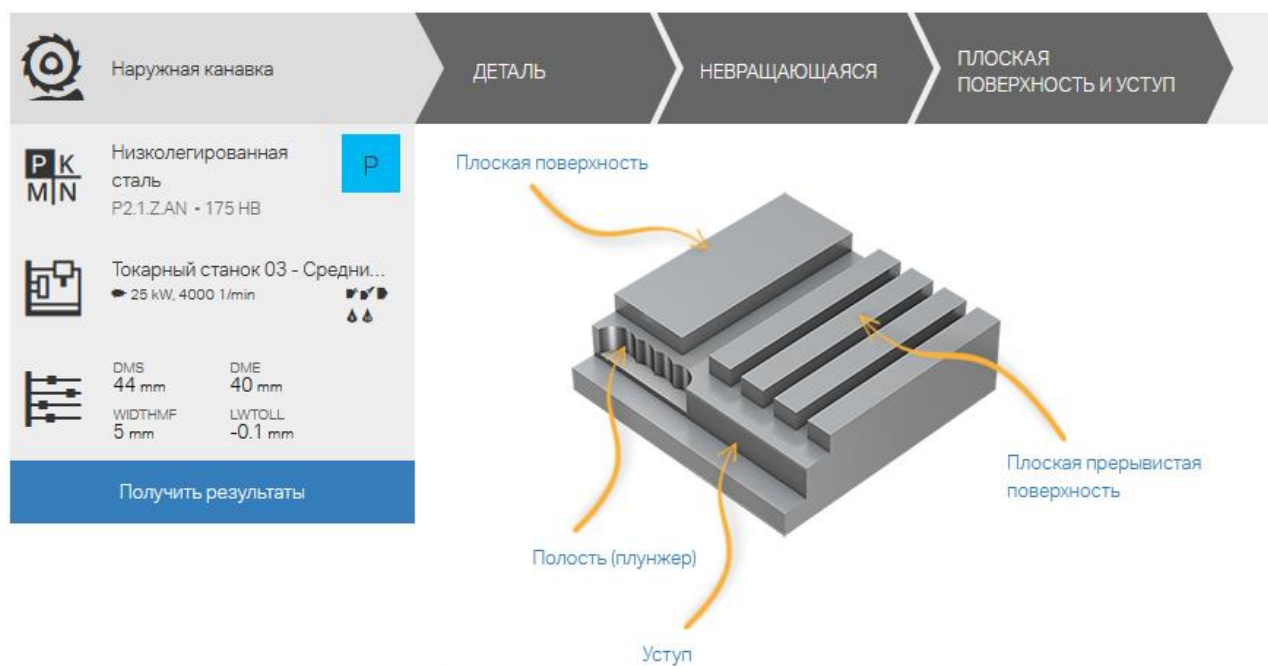 Наружная канавка
ДЕТАЛЬ
НЕВРАЩАЮЩАЯСЯ
ПЛОСКАЯ
ПОВЕРХНОСТЬ И УСТУП
P K
M N
Низколегированная
сталь
P2.1.Z.AN • 175 HB
P
Токарный станок 03 - Средни...
25 kW, 4000 1/min
DMS
DME
44 mm
40 mm
WIDTHMF
LWTOLL
5 mm
-0.1 mm
Получить результаты
Плоская поверхность
Плоская прерывистая
поверхность
Полость (плунжер)
Уступ